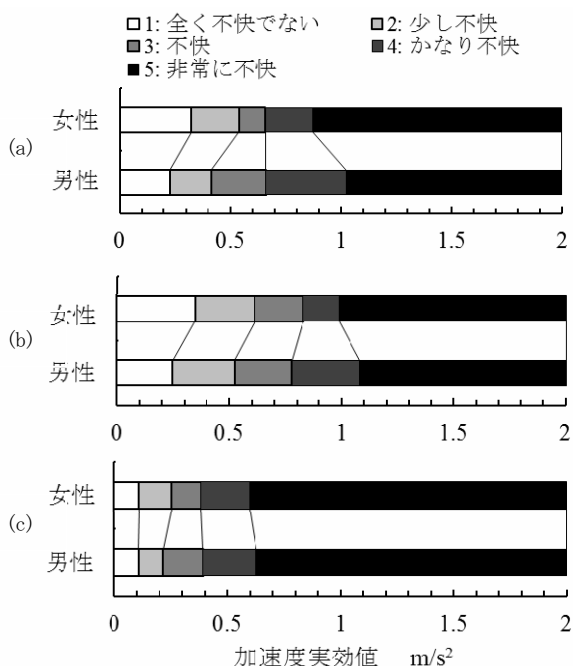 1: 全く不快でない 2: 少し不快
3: 不快 4: かなり不快
5: 非常に不快
(a)
女性
男性
0 0.5 1 1.5 2
(b)
女性
男性
0 0.5 1 1.5 2
(c)
女性
男性
0 0.5 1 1.5 2
加速度実効値 m/s²